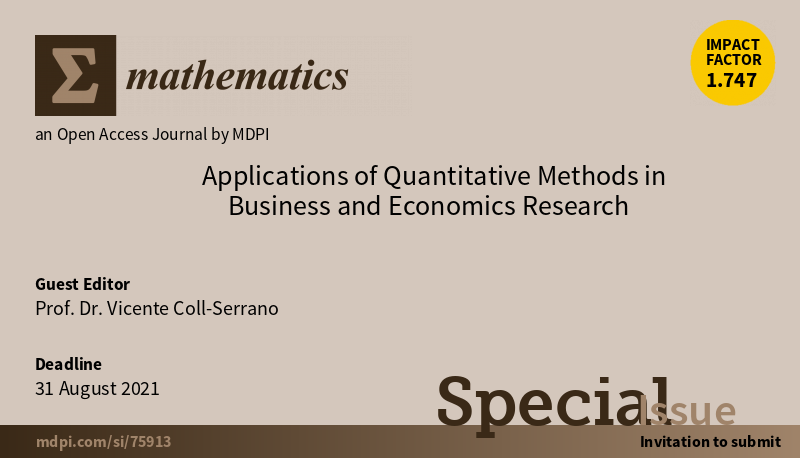 Σ mathematics
IMPACT
FACTOR
1.747
an Open Access Journal by MDPI
Applications of Quantitative Methods in
Business and Economics Research
Guest Editor
Prof. Dr. Vicente Coll-Serrano
Deadline
31 August 2021
Special Issue
mdpi.com/si/75913
Invitation to submit